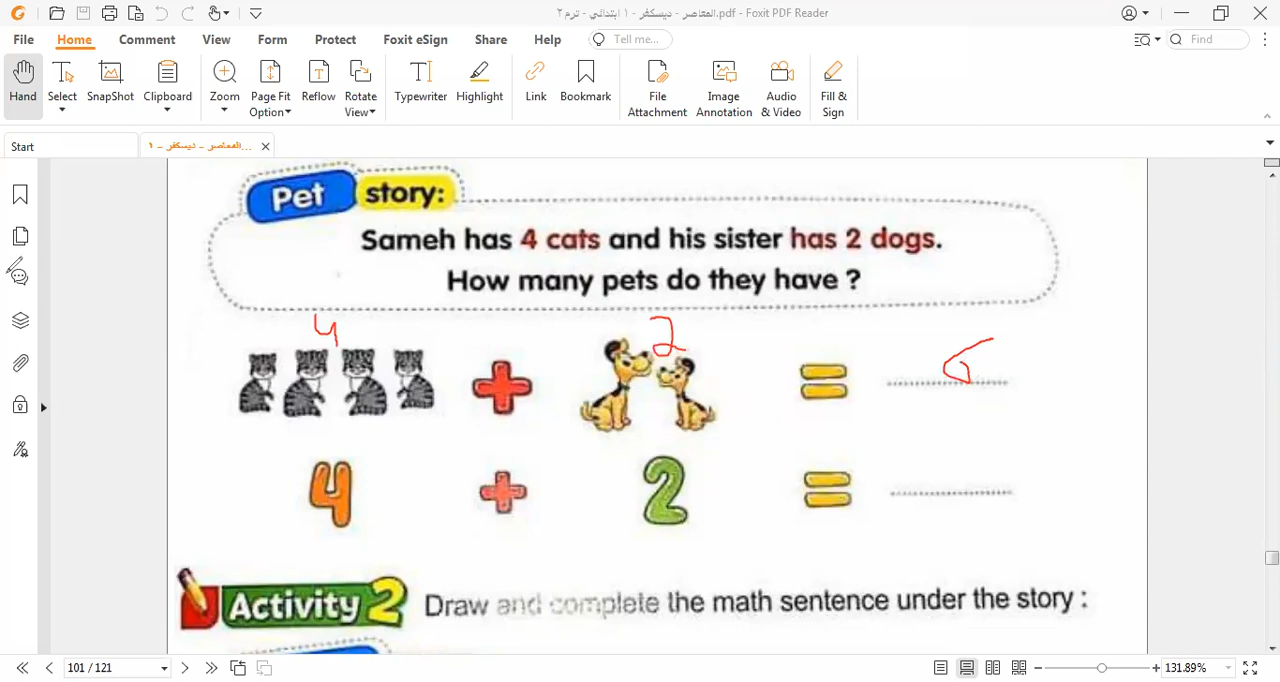 العاصر - ديسكفر - ١ ابتدائي - ترم ٢.pdf - Foxit PDF Reader
File Home Comment View Form Protect Foxit eSign Share Help Tell me... Find
Hand Select SnapShot Clipboard Zoom Page Fit Option Reflow Rotate View Typewriter Highlight Link Bookmark File Attachment Image Annotation Audio & Video Fill & Sign
Start المعاصر - ديسكفر - ١...
Pet story:
Sameh has 4 cats and his sister has 2 dogs.
How many pets do they have ?
4 2
+ = 6
4 + 2 =
Activity 2 Draw and complete the math sentence under the story :
101 / 121 131.89%